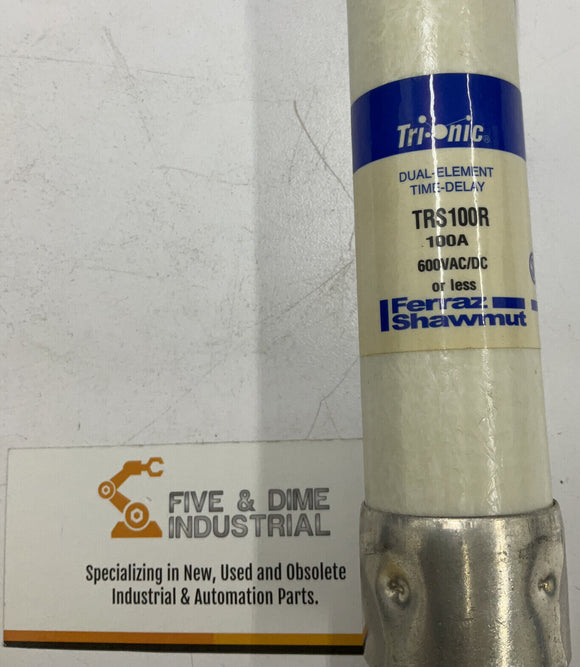 Tri-onic®
DUAL-ELEMENT
TIME-DELAY
TRS100R
100A
600VAC/DC
or less
Ferraz
Shawmut
FIVE & DIME
INDUSTRIAL
Specializing in New, Used and Obsolete
Industrial & Automation Parts.